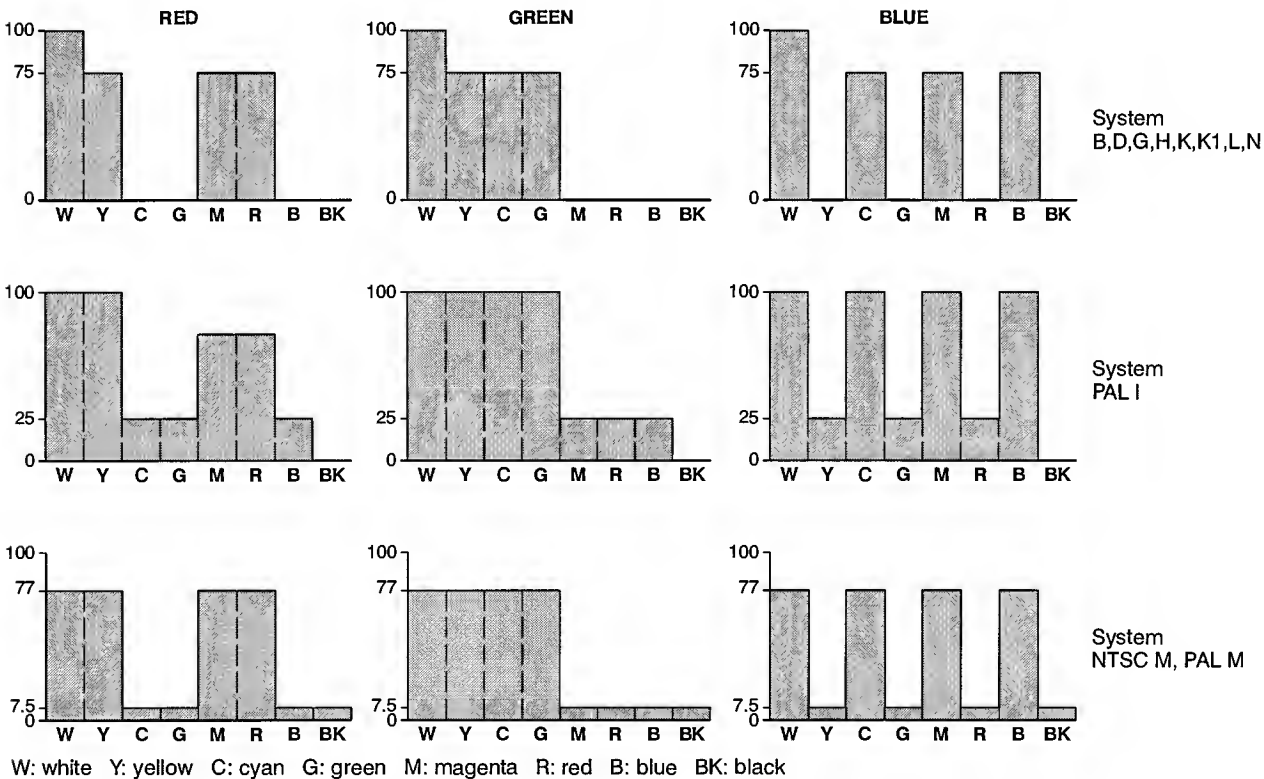 RED GREEN BLUE
100 100 100
75 75 75
0 0 0
W Y C G M R B BK W Y C G M R B BK W Y C G M R B BK
System
B,D,G,H,K,K1,L,N
100 100 100
25 25 25
0 0 0
W Y C G M R B BK W Y C G M R B BK W Y C G M R B BK
System
PAL I
100 100 100
77 77 77
7.5 7.5 7.5
0 0 0
W Y C G M R B BK W Y C G M R B BK W Y C G M R B BK
System
NTSC M, PAL M
W: white Y: yellow C: cyan G: green M: magenta R: red B: blue BK: black